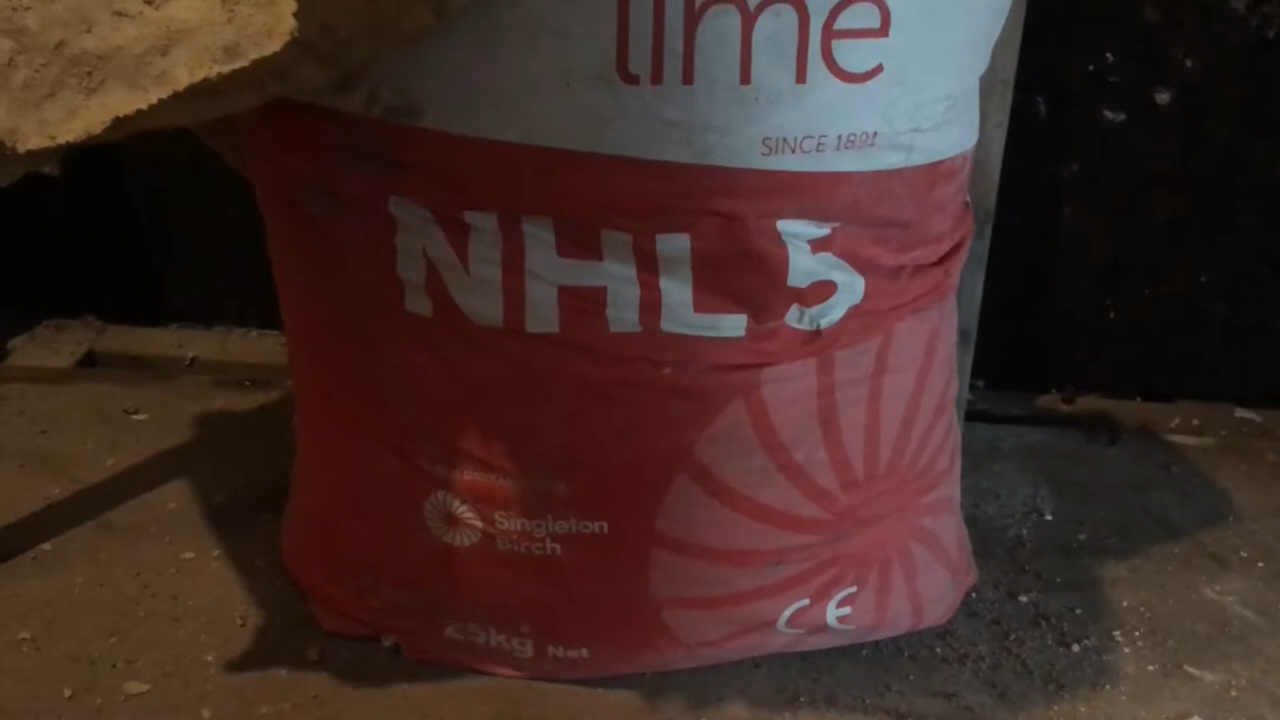 lime
SINCE 1891
NHL 5
Singleton
Birch
CE
25kg Net